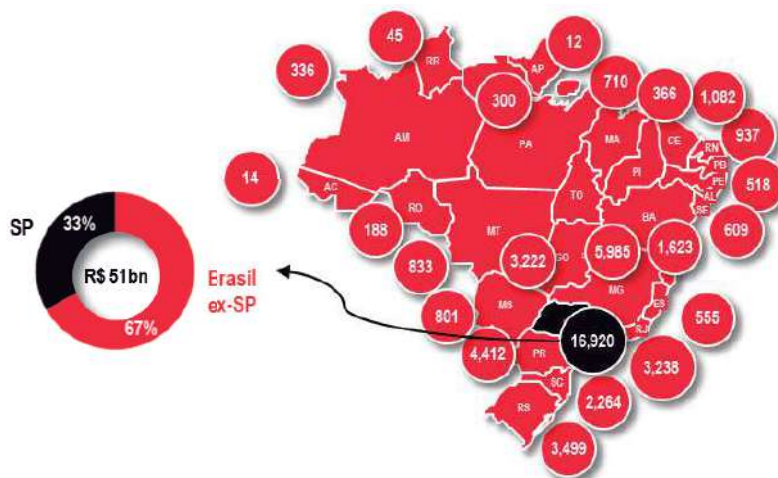 45
12
336
RR
AP
710
366
1,082
300
937
AM
PA
MA
CE
RN
PB
PI
PE
518
14
AC
TO
AL
SE
RO
BA
SP
33%
188
MT
609
R$ 51bn
Erasil
ex-SP
833
3,222
GO
5,985
1,623
MG
67%
MS
ES
801
RJ
555
4,412
PR
16,920
3,238
SC
RS
2,264
3,499